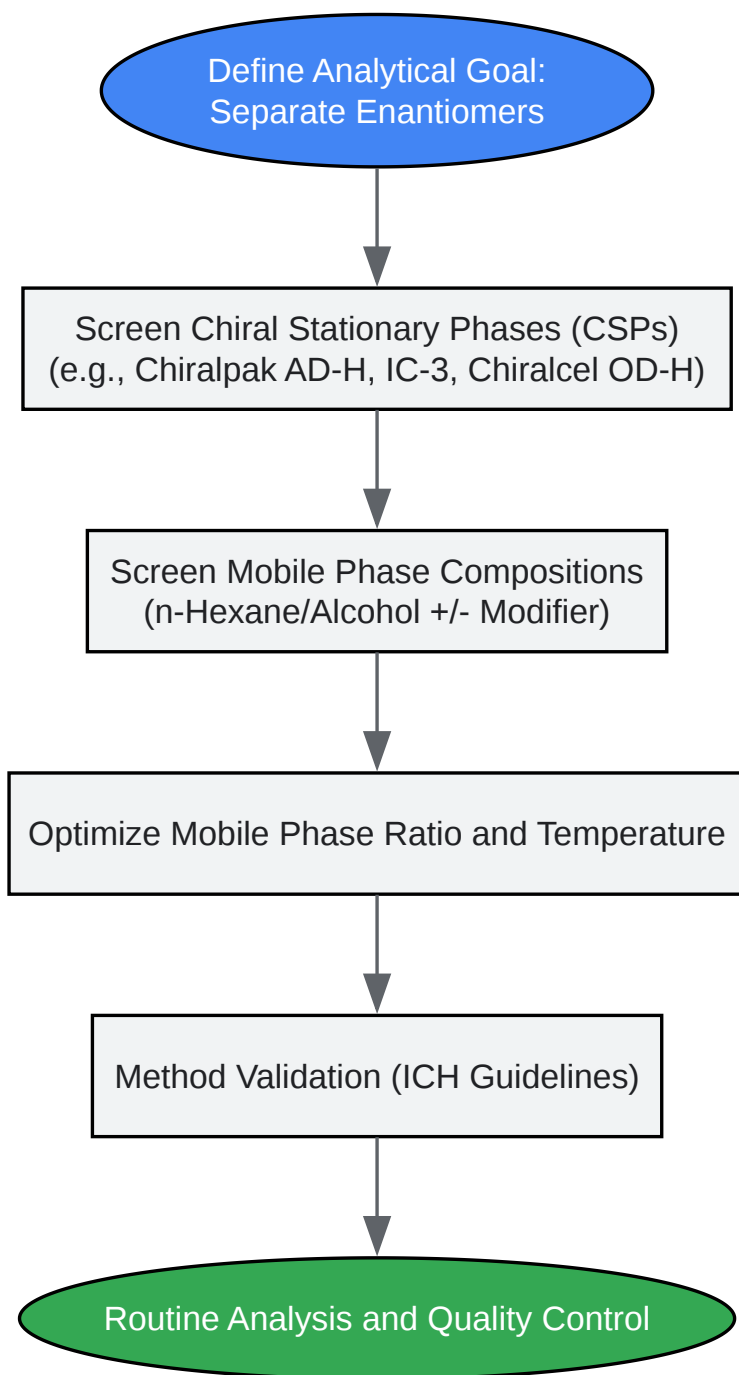 Define Analytical Goal:
Separate Enantiomers
Screen Chiral Stationary Phases (CSPs)
(e.g., Chiralpak AD-H, IC-3, Chiralcel OD-H)
Screen Mobile Phase Compositions
(n-Hexane/Alcohol +/- Modifier)
Optimize Mobile Phase Ratio and Temperature
Method Validation (ICH Guidelines)
Routine Analysis and Quality Control